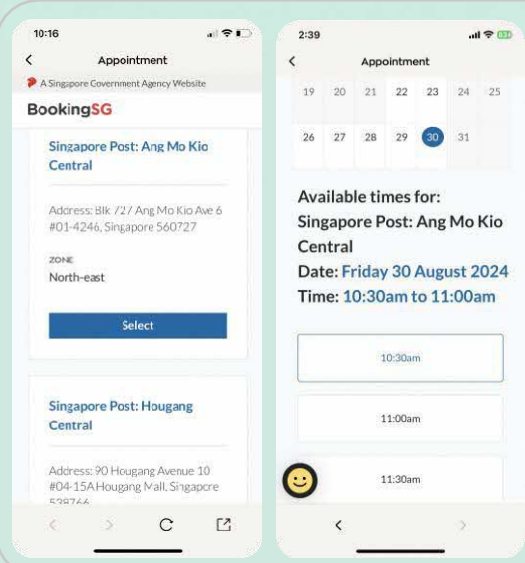 10:16
Appointment
A Singapore Government Agency Website
BookingSG
Singapore Post: Ang Mo Kio
Central
Address: Blk 727 Ang Mo Kio Ave 6
#01-4246, Singapore 560727
ZONE
North-east
Select
Singapore Post: Hougang
Central
Address: 90 Hougang Avenue 10
#04-15A Hougang Mall, Singapore
538766
2:39
Appointment
19 20 21 22 23 24 25
26 27 28 29 30 31
Available times for:
Singapore Post: Ang Mo Kio
Central
Date: Friday 30 August 2024
Time: 10:30am to 11:00am
10:30am
11:00am
11:30am